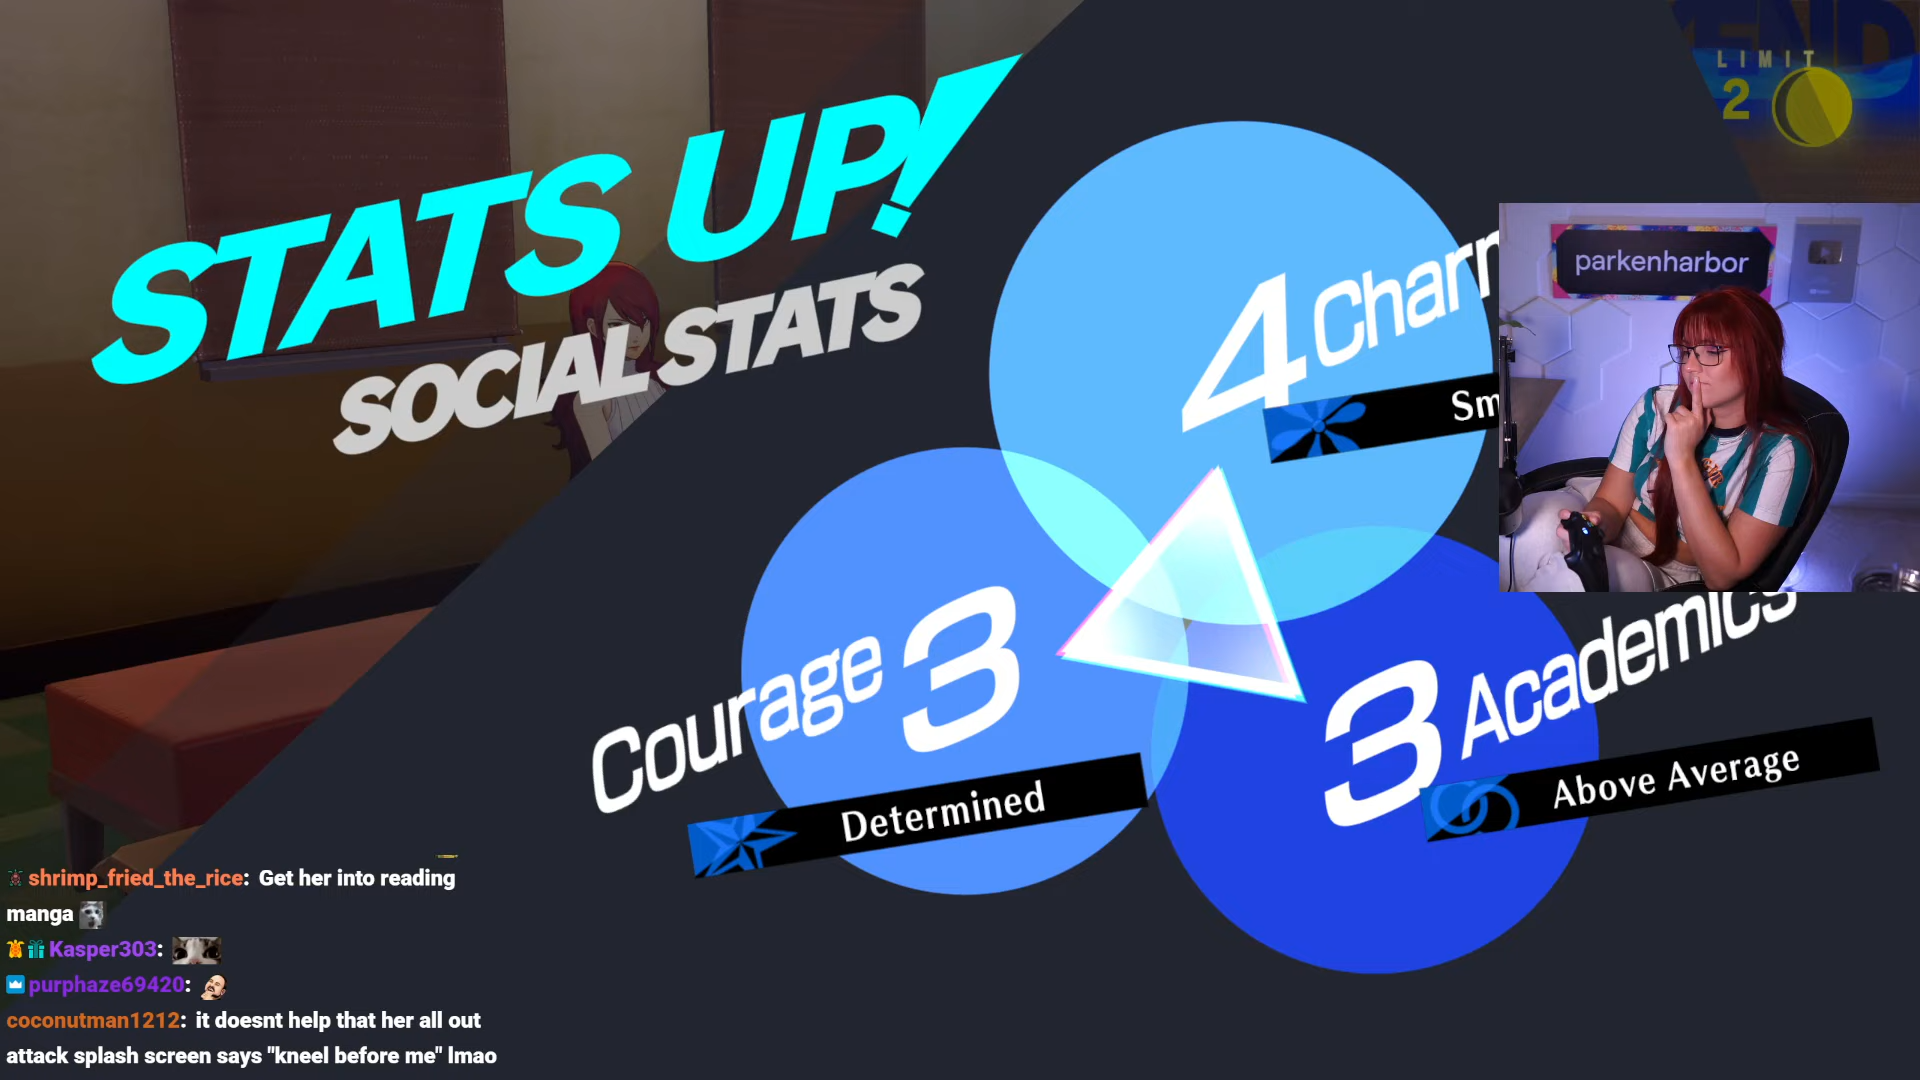 LIMIT
2
STATS UP!
SOCIAL STATS
parkenharbor
4
Courage 3
Determined
3 Academics
Above Average
shrimp_fried_the_rice: Get her into reading
manga
Kasper303:
purphaze69420:
coconutman1212: it doesnt help that her all out
attack splash screen says "kneel before me" lmao